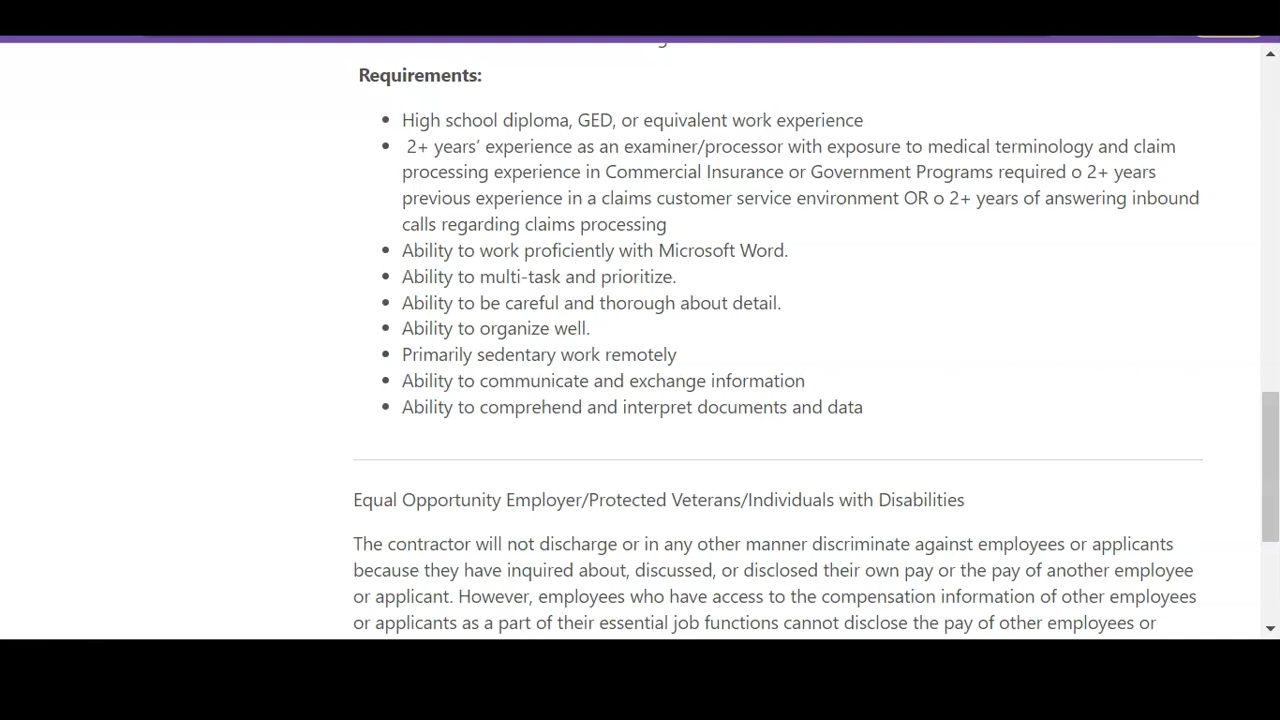 Requirements:
High school diploma, GED, or equivalent work experience
2+ years’ experience as an examiner/processor with exposure to medical terminology and claim
processing experience in Commercial Insurance or Government Programs required o 2+ years
previous experience in a claims customer service environment OR o 2+ years of answering inbound
calls regarding claims processing
Ability to work proficiently with Microsoft Word.
Ability to multi-task and prioritize.
Ability to be careful and thorough about detail.
Ability to organize well.
Primarily sedentary work remotely
Ability to communicate and exchange information
Ability to comprehend and interpret documents and data
Equal Opportunity Employer/Protected Veterans/Individuals with Disabilities
The contractor will not discharge or in any other manner discriminate against employees or applicants
because they have inquired about, discussed, or disclosed their own pay or the pay of another employee
or applicant. However, employees who have access to the compensation information of other employees
or applicants as a part of their essential job functions cannot disclose the pay of other employees or